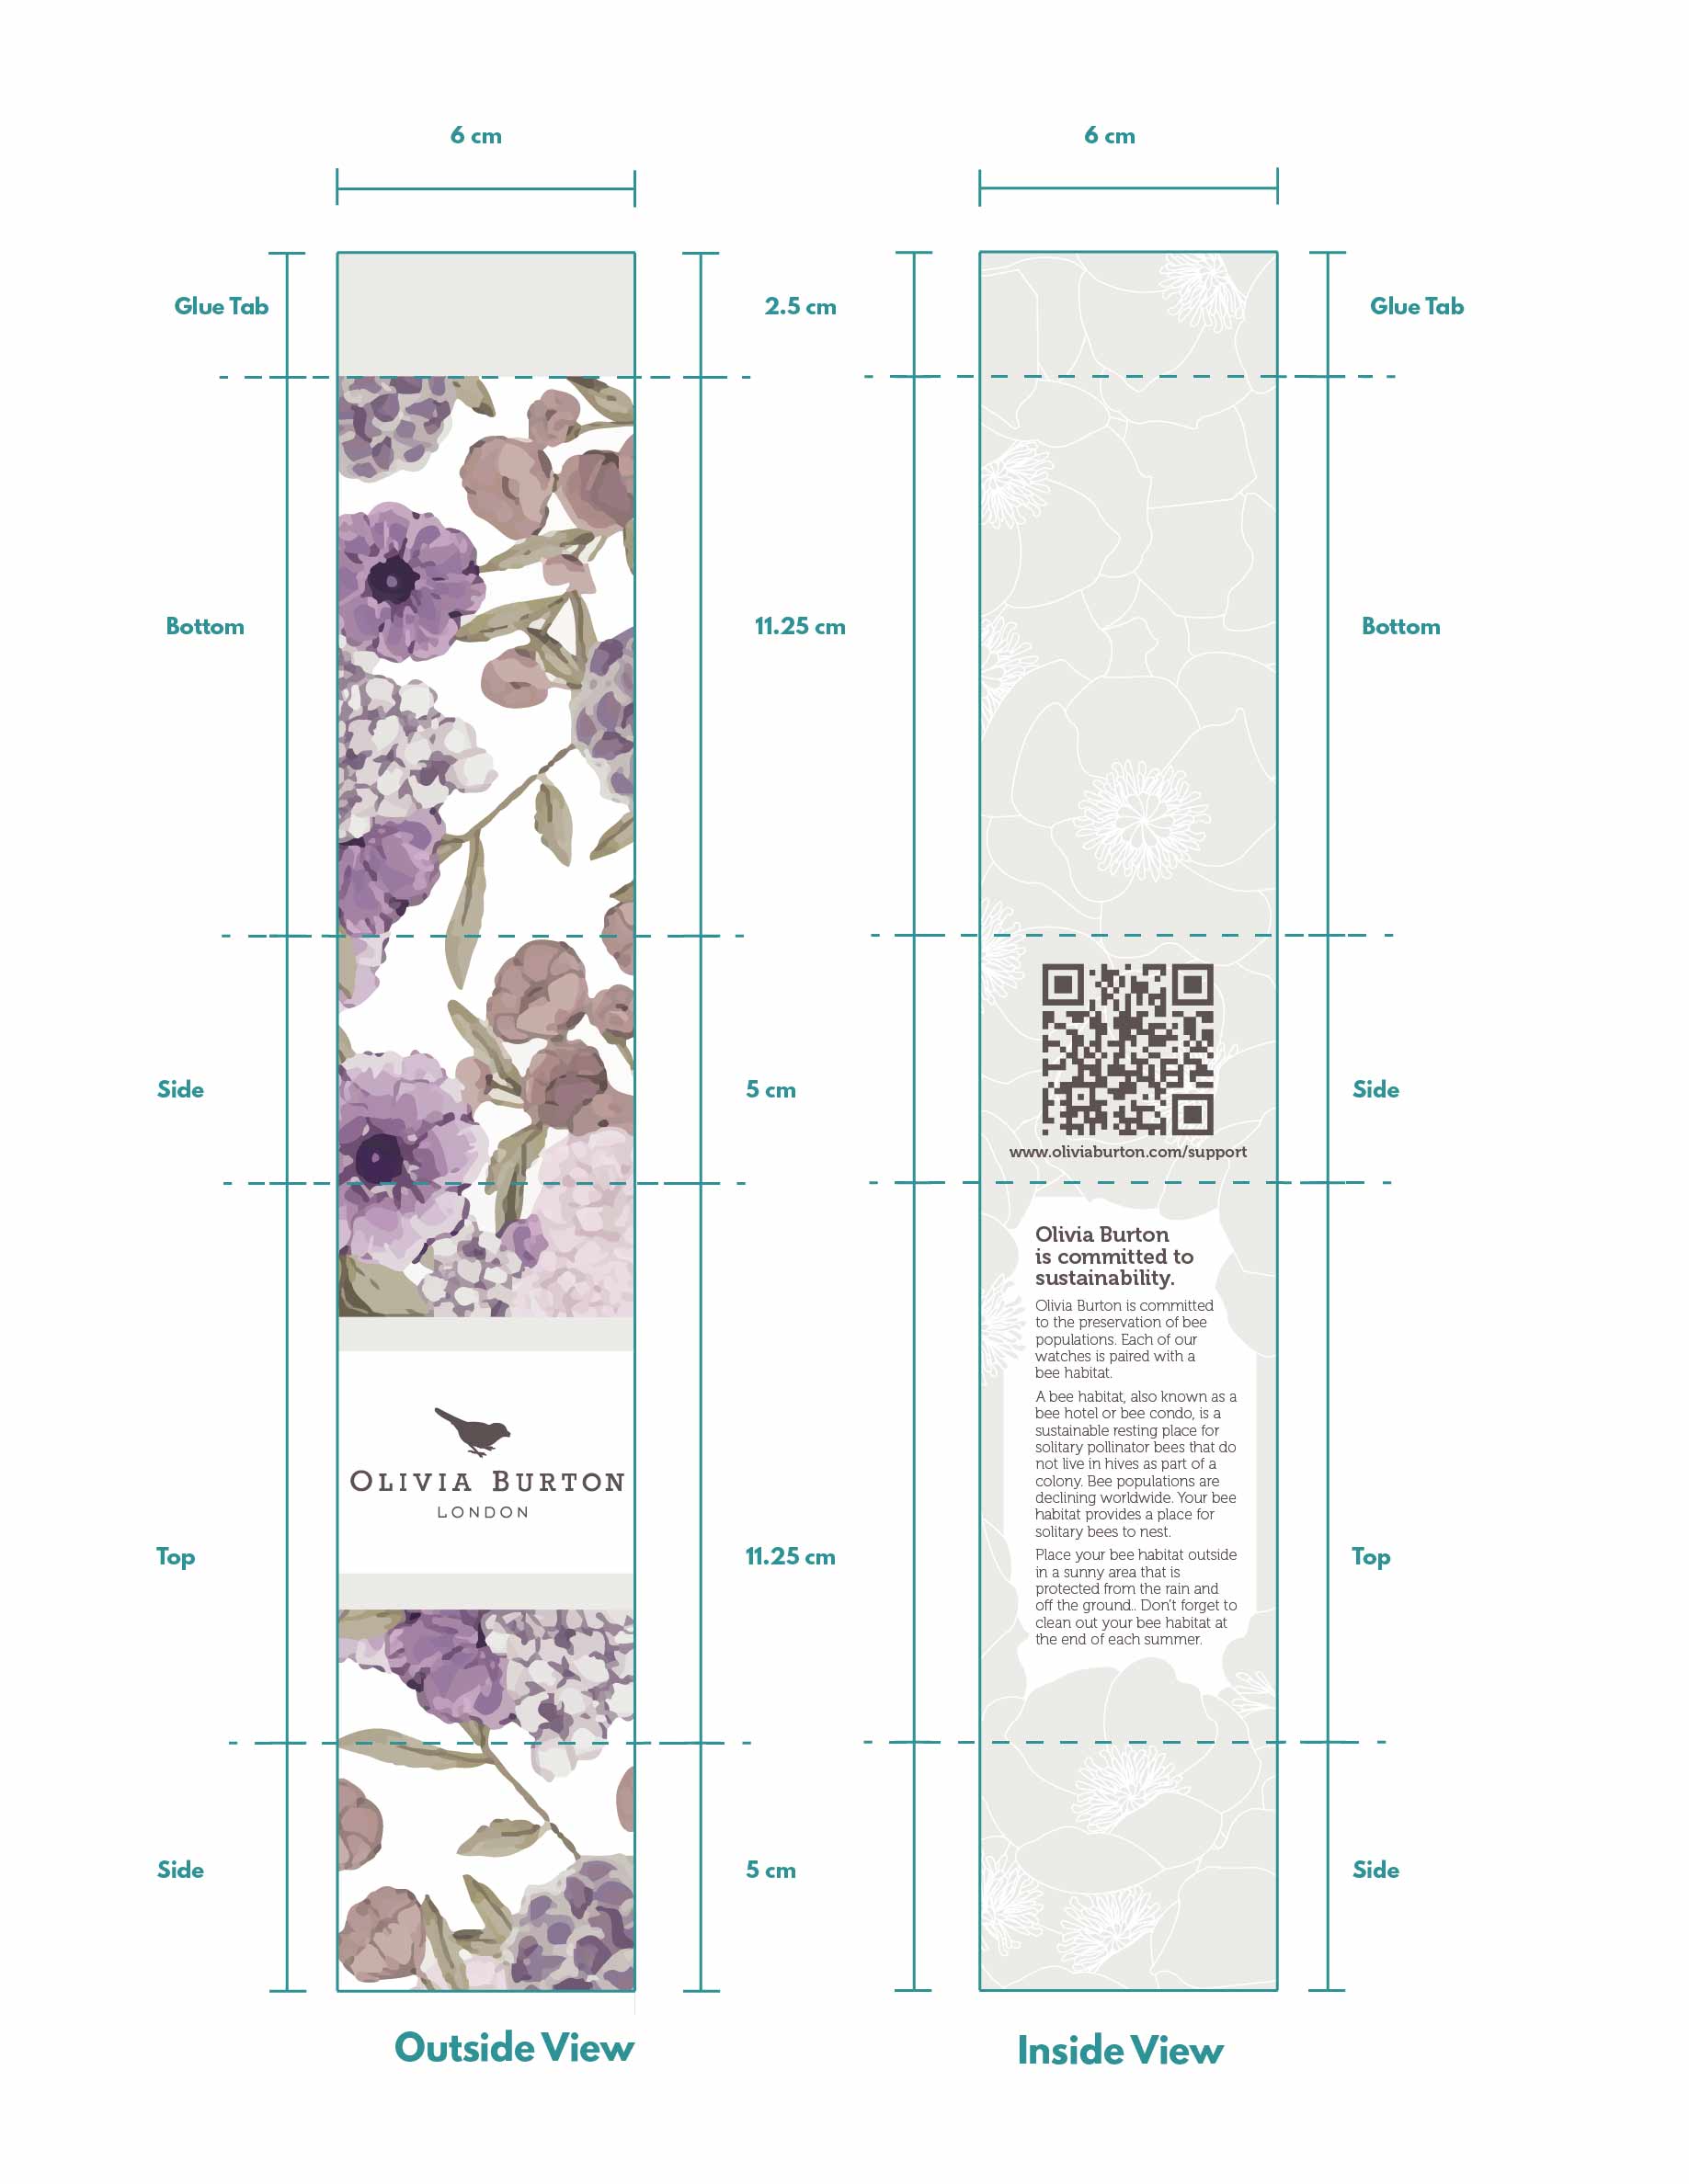 6 cm
6 cm
Glue Tab
2.5 cm
Glue Tab
Bottom
11.25 cm
Bottom
Side
5 cm
Side
www.oliviaburton.com/support
Olivia Burton
is committed to
sustainability.
Olivia Burton is committed
to the preservation of bee
populations. Each of our
watches is paired with a
bee habitat.
A bee habitat, also known as a
bee hotel or bee condo, is a
sustainable resting place for
solitary pollinator bees that do
not live in hives as part of a
colony. Bee populations are
declining worldwide. Your bee
habitat provides a place for
solitary bees to nest.
Place your bee habitat outside
in a sunny area that is
protected from the rain and
off the ground.. Don't forget to
clean out your bee habitat at
the end of each summer.
OLIVIA BURTON
LONDON
Top
11.25 cm
Top
Side
5 cm
Side
Outside View
Inside View